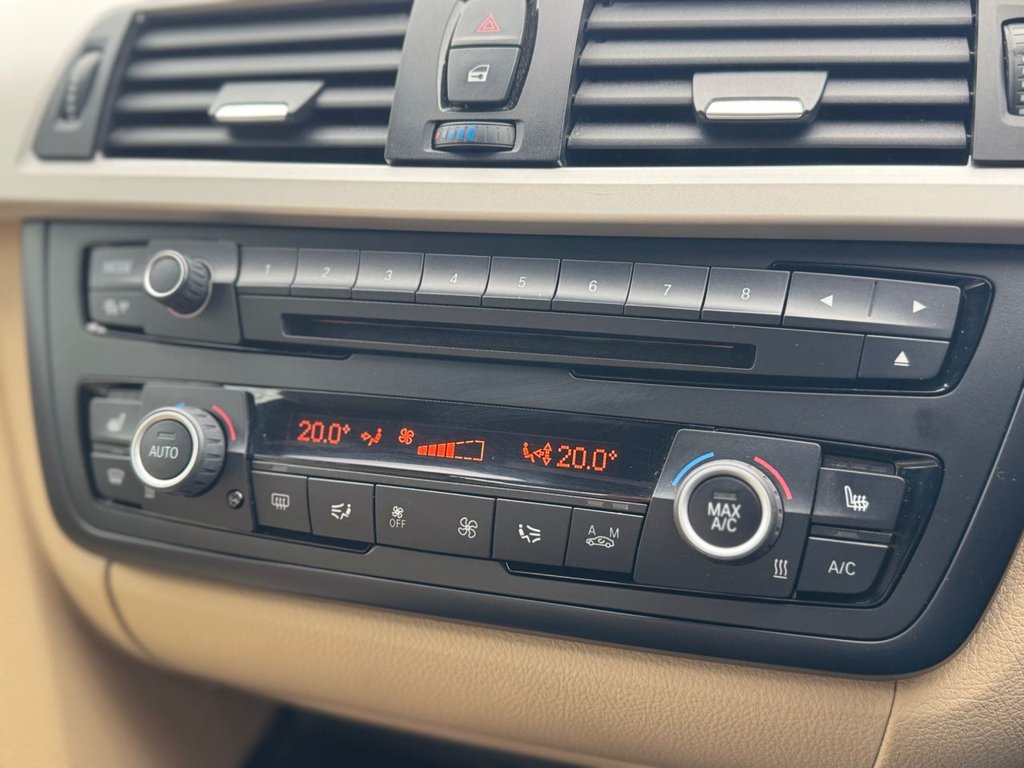 MODE
1 2 3 4 5 6 7 8
20.0° 20.0°
AUTO
OFF
A M
MAX
A/C
A/C